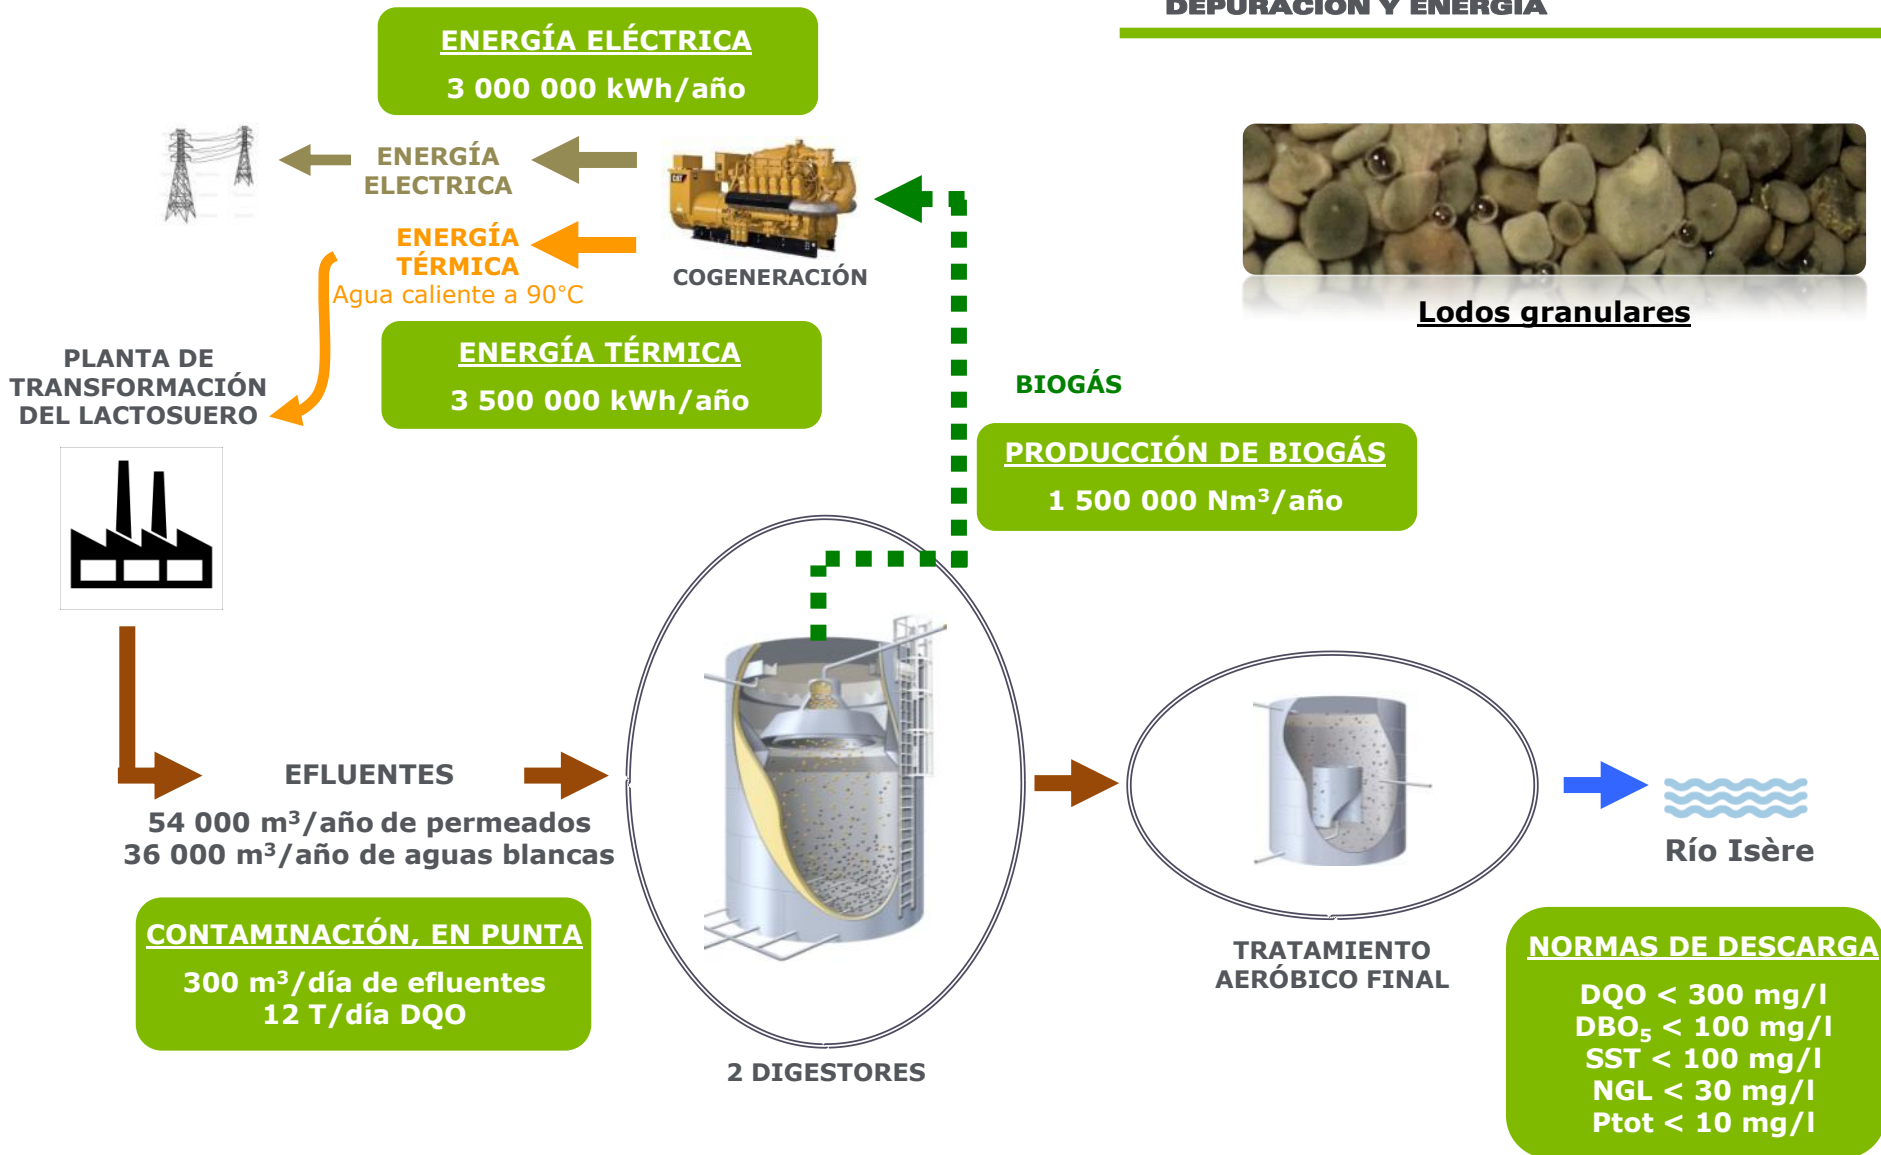 DEPURACIÓN Y ENERGÍA
ENERGÍA ELÉCTRICA
3 000 000 kWh/año
ENERGÍA
ELECTRICA
ENERGÍA
TÉRMICA
Agua caliente a 90°C
CAT
COGENERACIÓN
Lodos granulares
ENERGÍA TÉRMICA
3 500 000 kWh/año
PLANTA DE
TRANSFORMACIÓN
DEL LACTOSUERO
BIOGÁS
PRODUCCIÓN DE BIOGÁS
1 500 000 Nm³/año
EFLUENTES
54 000 m³/año de permeados
36 000 m³/año de aguas blancas
CONTAMINACIÓN, EN PUNTA
300 m³/día de efluentes
12 T/día DQO
2 DIGESTORES
TRATAMIENTO
AERÓBICO FINAL
Río Isère
NORMAS DE DESCARGA
DQO < 300 mg/l
DBO₅ < 100 mg/l
SST < 100 mg/l
NGL < 30 mg/l
Ptot < 10 mg/l